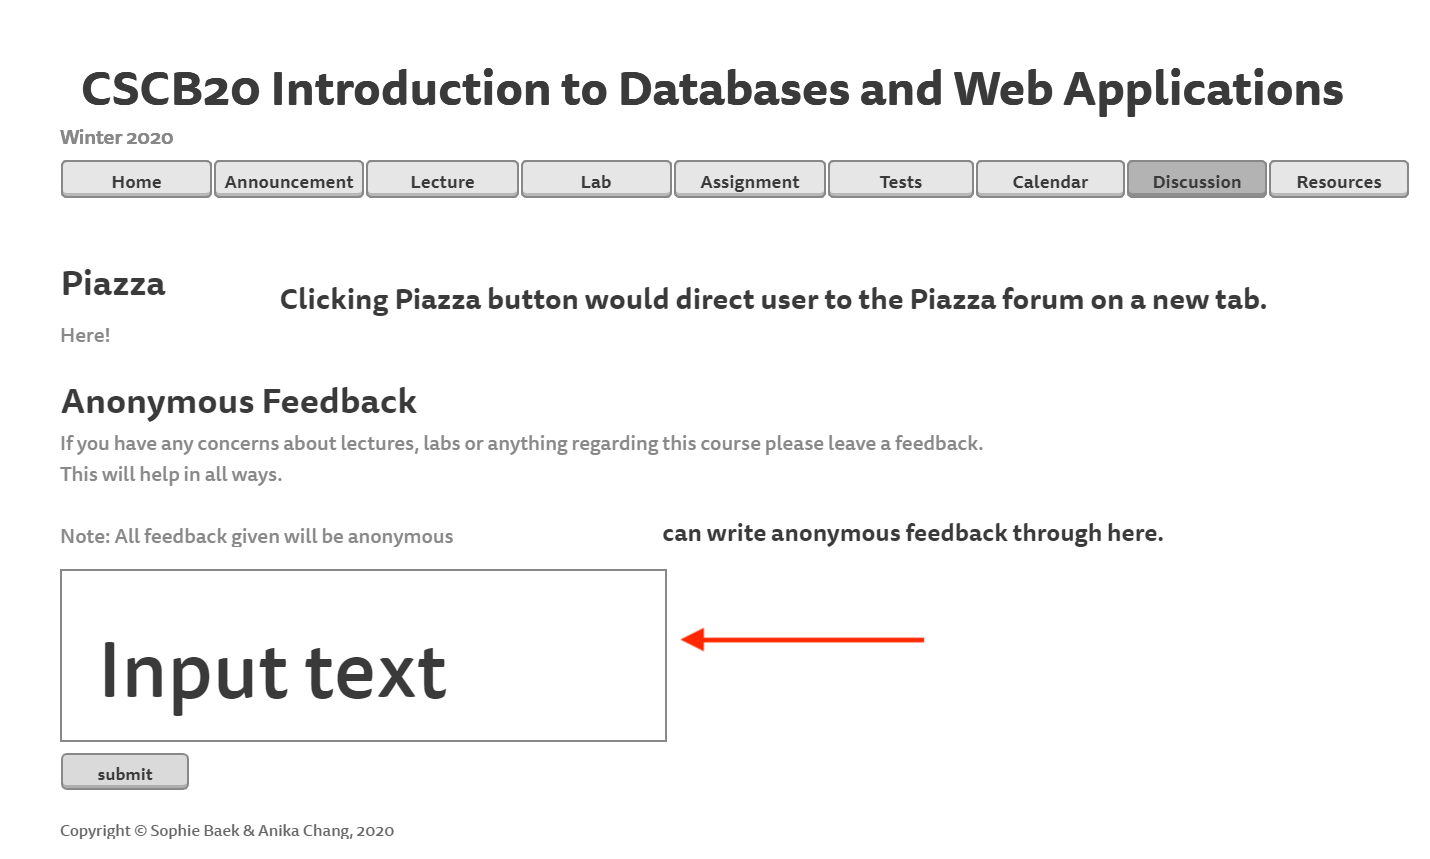 CSCB20 Introduction to Databases and Web Applications
Winter 2020
Home Announcement Lecture Lab Assignment Tests Calendar Discussion Resources
Piazza
Clicking Piazza button would direct user to the Piazza forum on a new tab.
Here!
Anonymous Feedback
If you have any concerns about lectures, labs or anything regarding this course please leave a feedback.
This will help in all ways.
Note: All feedback given will be anonymous
can write anonymous feedback through here.
Input text
submit
Copyright © Sophie Baek & Anika Chang, 2020